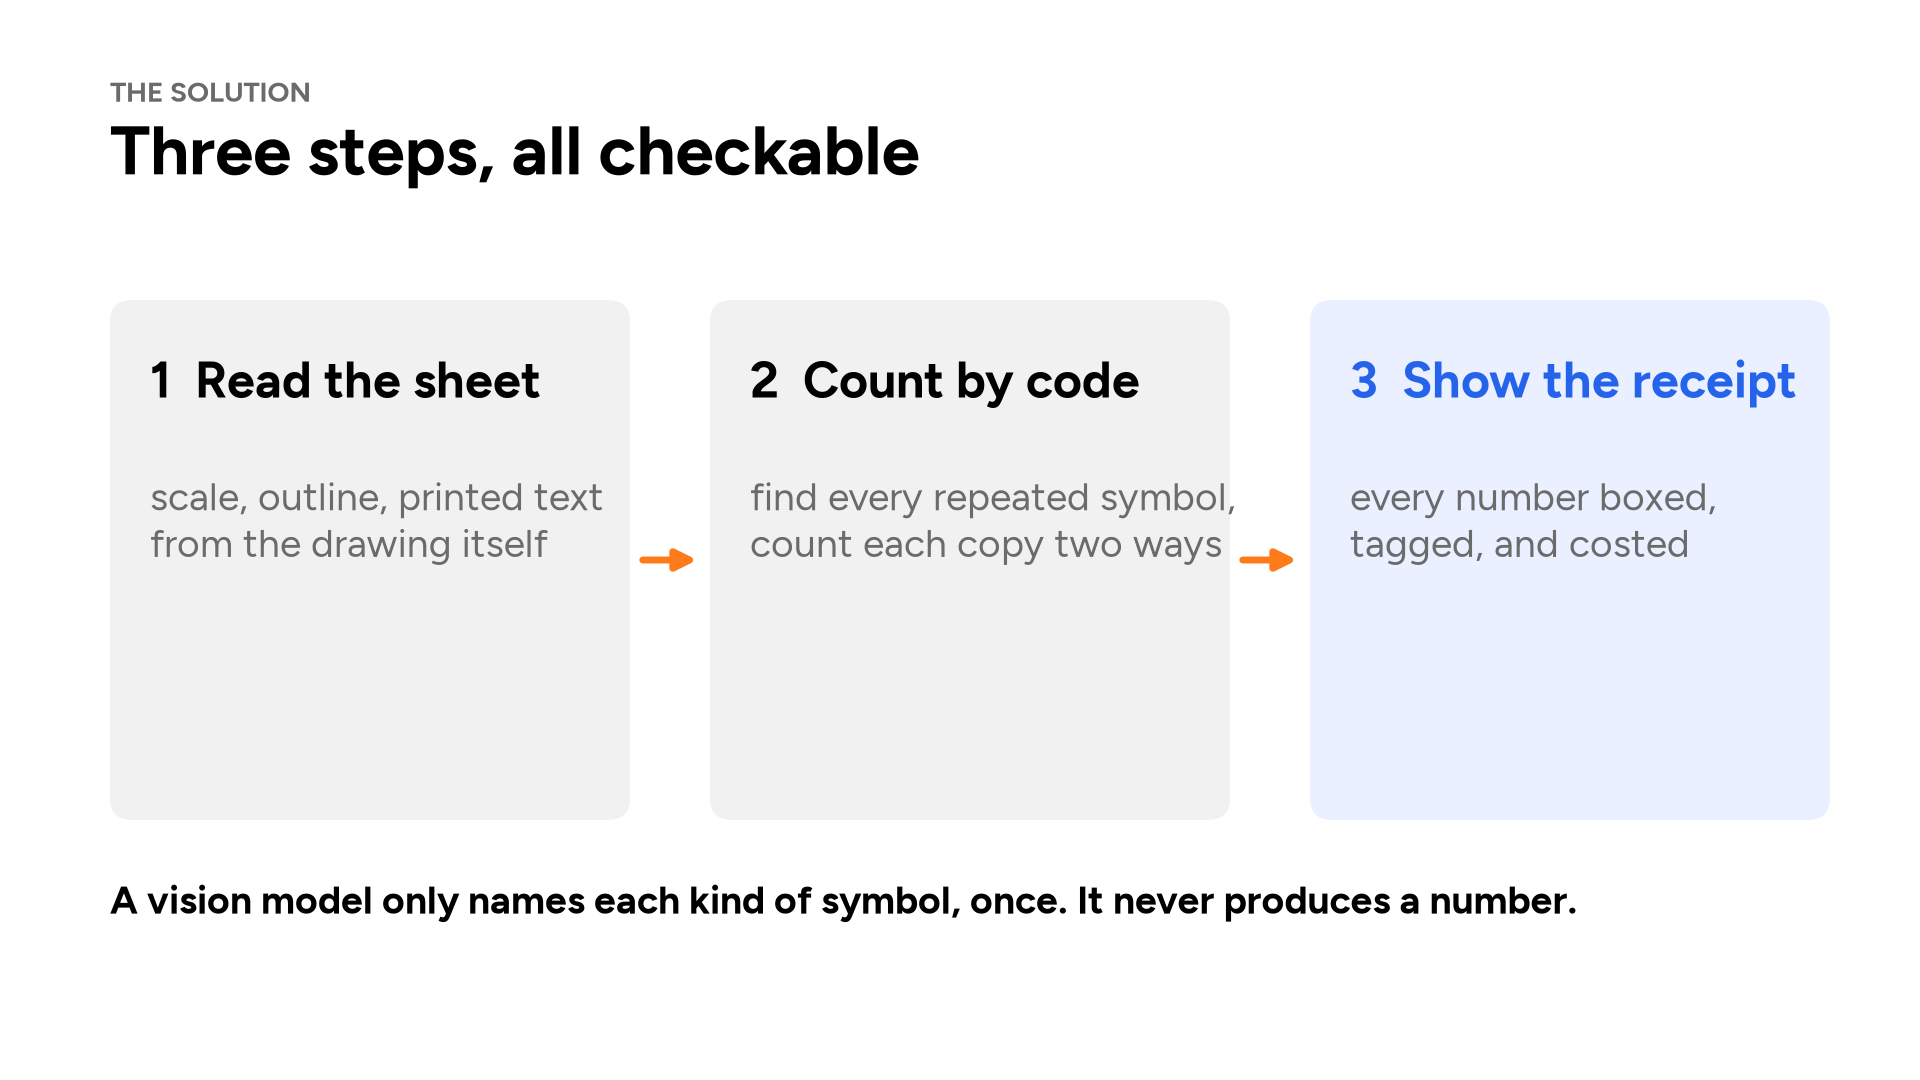 THE SOLUTION
Three steps, all checkable
1 Read the sheet
scale, outline, printed text
from the drawing itself
2 Count by code
find every repeated symbol,
count each copy two ways
3 Show the receipt
every number boxed,
tagged, and costed
A vision model only names each kind of symbol, once. It never produces a number.